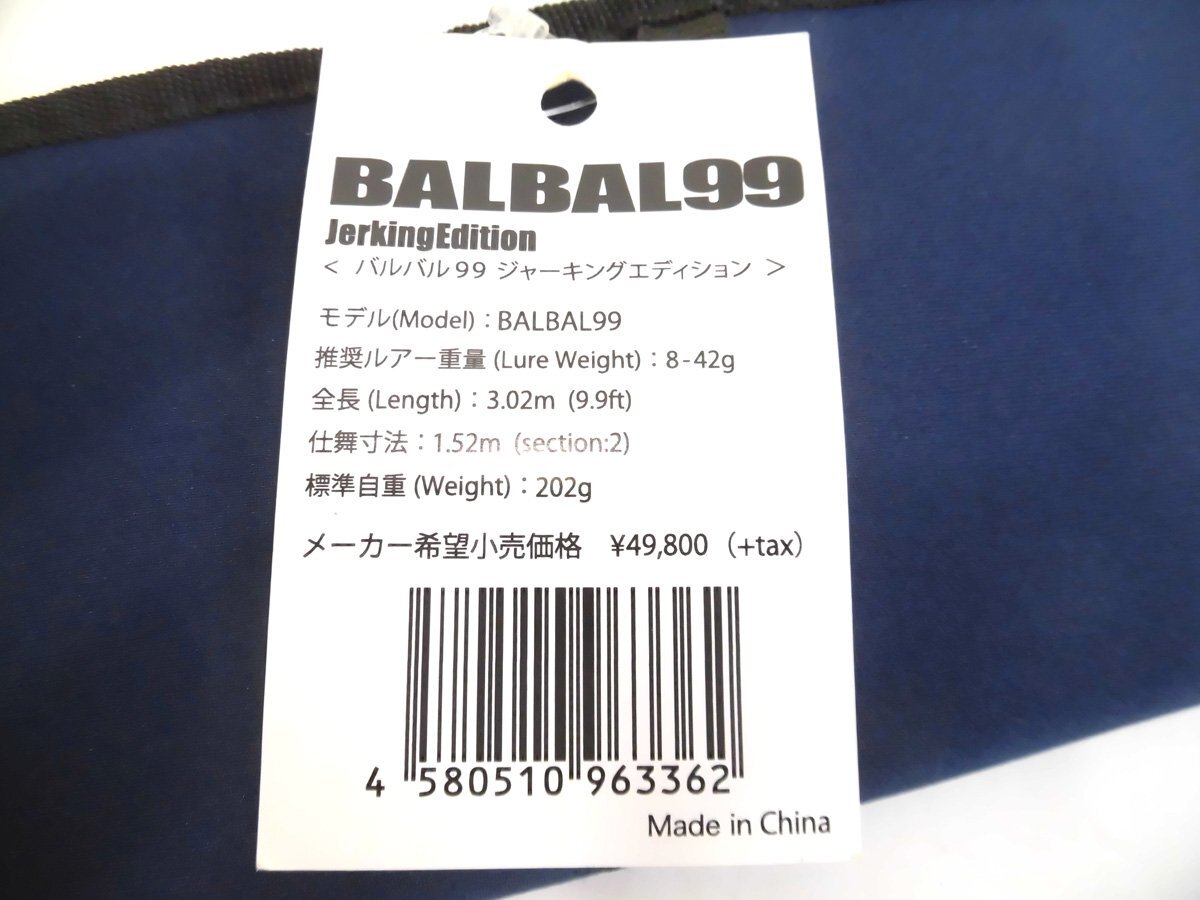 BALBAL99
JerkingEdition
< バルバル99 ジャーキングエディション >
モデル(Model)：BALBAL99
推奨ルアー重量 (Lure Weight)：8-42g
全長 (Length)：3.02m (9.9ft)
仕舞寸法：1.52m (section:2)
標準自重 (Weight)：202g
メーカー希望小売価格 ¥49,800（+tax）
4 580510 963362
Made in China